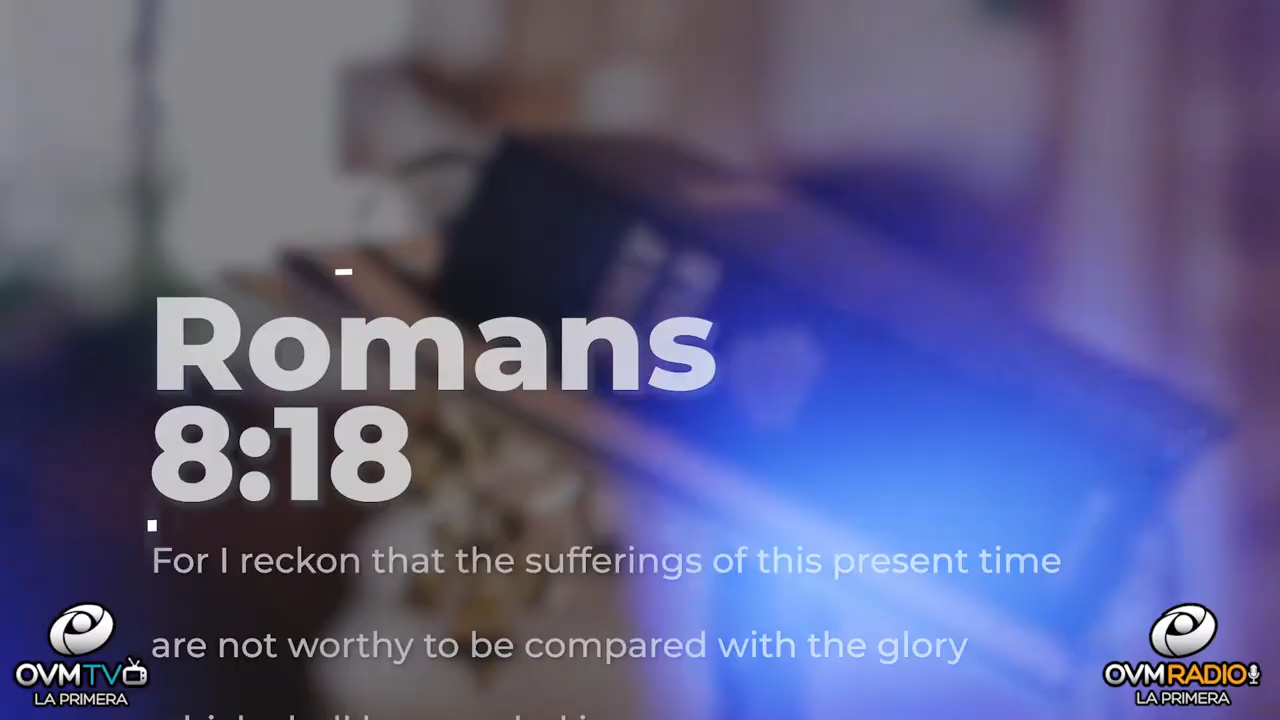 Romans
8:18
For I reckon that the sufferings of this present time
are not worthy to be compared with the glory
OVMTV
LA PRIMERA
OVMRADIO
LA PRIMERA